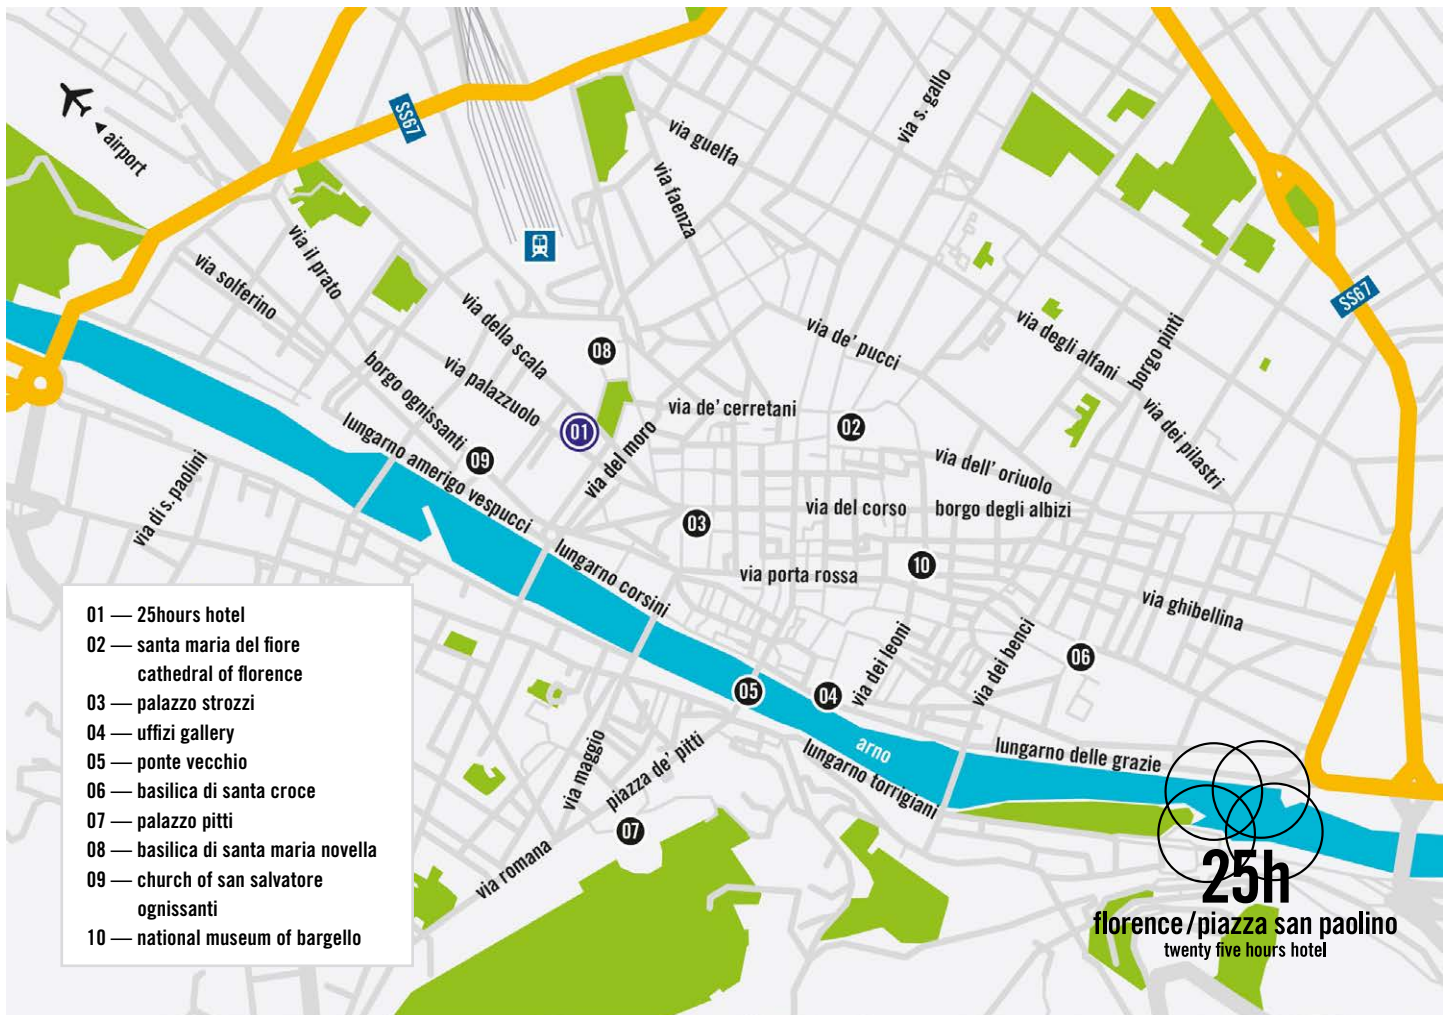 SS67
via s. gallo
via guelfa
airport
via faenza
via il prato
via solferino
SS67
via della scala
via de' pucci
via degli alfani
borgo pinti
08
via palazzuolo
borgo ognissanti
via de' cerretani
02
01
via dei pilastri
lungarno amerigo vespucci
09
via del moro
via dell' oriuolo
via di s. paolini
via del corso
borgo degli albizi
03
lungarno corsini
via porta rossa
10
via ghibellina
via dei leoni
via dei benci
06
05
04
arno
lungarno torrigiani
lungarno delle grazie
via maggio
piazza de' pitti
07
via romana
01 — 25hours hotel
02 — santa maria del fiore
cathedral of florence
03 — palazzo strozzi
04 — uffizi gallery
05 — ponte vecchio
06 — basilica di santa croce
07 — palazzo pitti
08 — basilica di santa maria novella
09 — church of san salvatore
ognissanti
10 — national museum of bargello
25h
florence/piazza san paolino
twenty five hours hotel